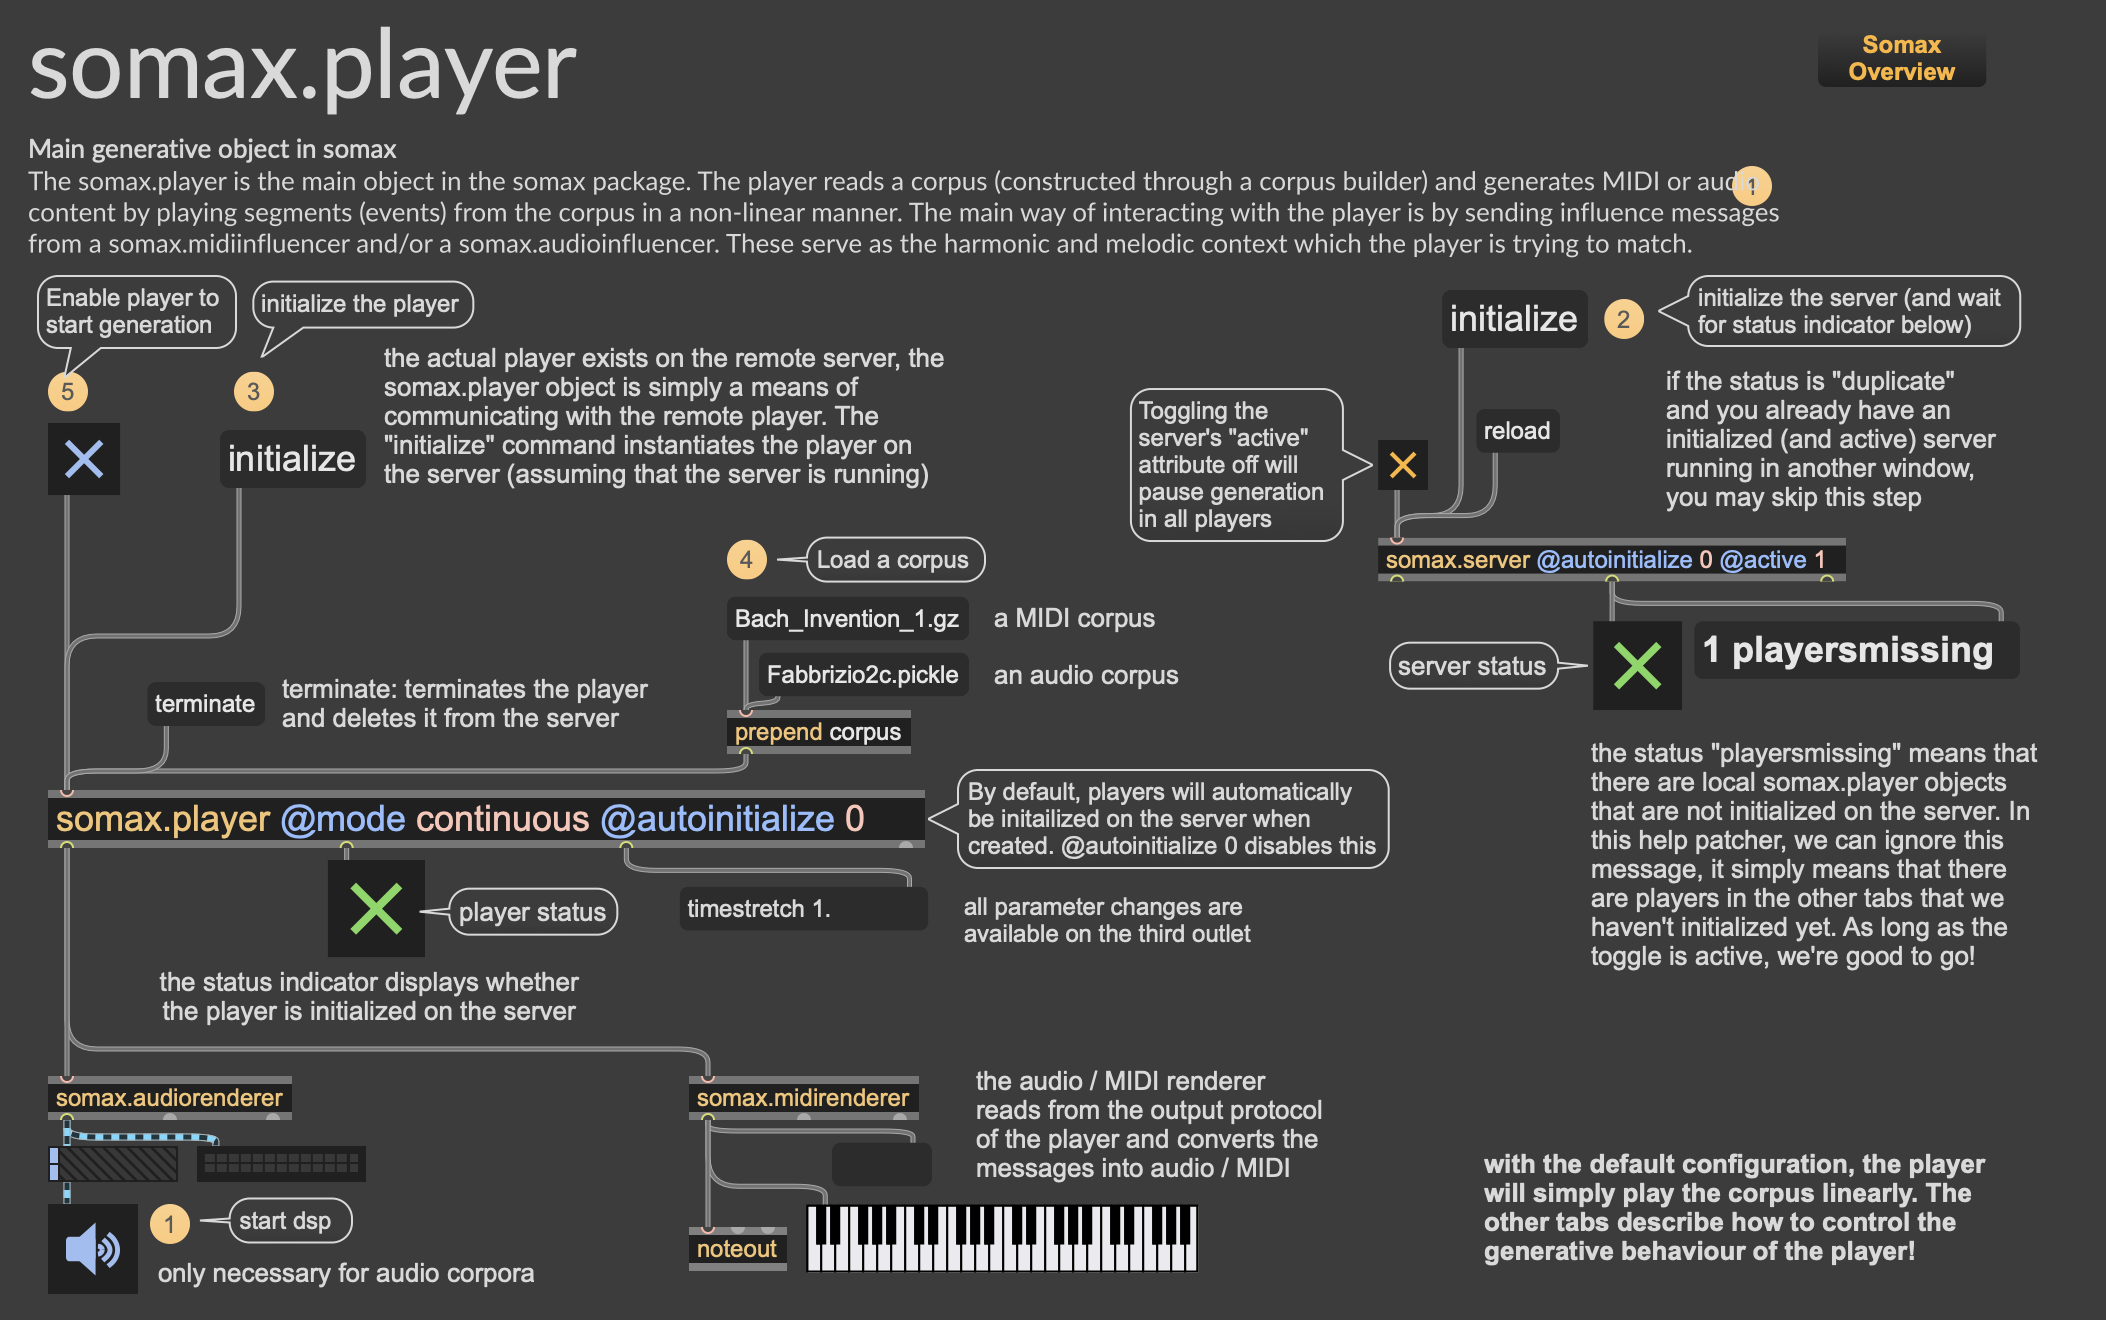 somax.player
Somax
Overview
Main generative object in somax
The somax.player is the main object in the somax package. The player reads a corpus (constructed through a corpus builder) and generates MIDI or audio
1
content by playing segments (events) from the corpus in a non-linear manner. The main way of interacting with the player is by sending influence messages
from a somax.midiinfluencer and/or a somax.audioinfluencer. These serve as the harmonic and melodic context which the player is trying to match.
Enable player to
start generation
5
initialize the player
3
initialize
the actual player exists on the remote server, the
somax.player object is simply a means of
communicating with the remote player. The
"initialize" command instantiates the player on
the server (assuming that the server is running)
initialize
2
initialize the server (and wait
for status indicator below)
if the status is "duplicate"
and you already have an
initialized (and active) server
running in another window,
you may skip this step
Toggling the
server's "active"
attribute off will
pause generation
in all players
reload
somax.server @autoinitialize 0 @active 1
server status
1 playersmissing
the status "playersmissing" means that
there are local somax.player objects
that are not initialized on the server. In
this help patcher, we can ignore this
message, it simply means that there
are players in the other tabs that we
haven't initialized yet. As long as the
toggle is active, we're good to go!
4
Load a corpus
Bach_Invention_1.gz
a MIDI corpus
Fabbrizio2c.pickle
an audio corpus
prepend corpus
terminate
terminate: terminates the player
and deletes it from the server
somax.player @mode continuous @autoinitialize 0
By default, players will automatically
be initailized on the server when
created. @autoinitialize 0 disables this
player status
timestretch 1.
all parameter changes are
available on the third outlet
the status indicator displays whether
the player is initialized on the server
somax.audiorenderer
somax.midirenderer
the audio / MIDI renderer
reads from the output protocol
of the player and converts the
messages into audio / MIDI
1
start dsp
only necessary for audio corpora
noteout
with the default configuration, the player
will simply play the corpus linearly. The
other tabs describe how to control the
generative behaviour of the player!